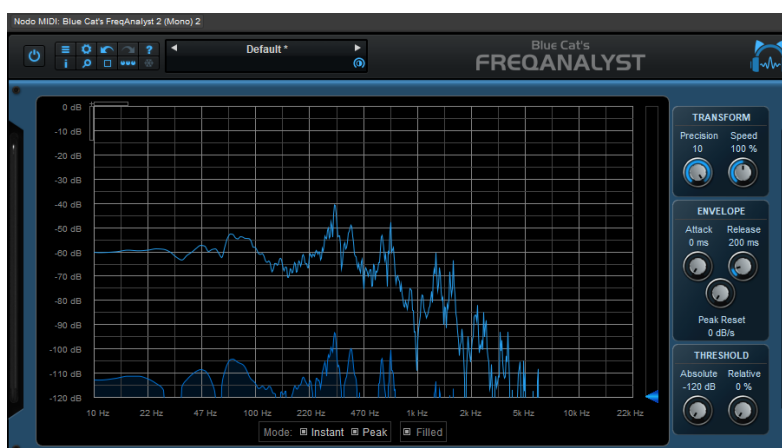 Nodo MIDI: Blue Cat's FreqAnalyst 2 (Mono) 2
Default *
Blue Cat's
FREQANALYST
0 dB
-10 dB
-20 dB
-30 dB
-40 dB
-50 dB
-60 dB
-70 dB
-80 dB
-90 dB
-100 dB
-110 dB
-120 dB
10 Hz 22 Hz 47 Hz 100 Hz 220 Hz 470 Hz 1k Hz 2k Hz 5k Hz 10k Hz 22k Hz
Mode: Instant Peak Filled
TRANSFORM
Precision Speed
10 100 %
ENVELOPE
Attack Release
0 ms 200 ms
Peak Reset
0 dB/s
THRESHOLD
Absolute Relative
-120 dB 0 %